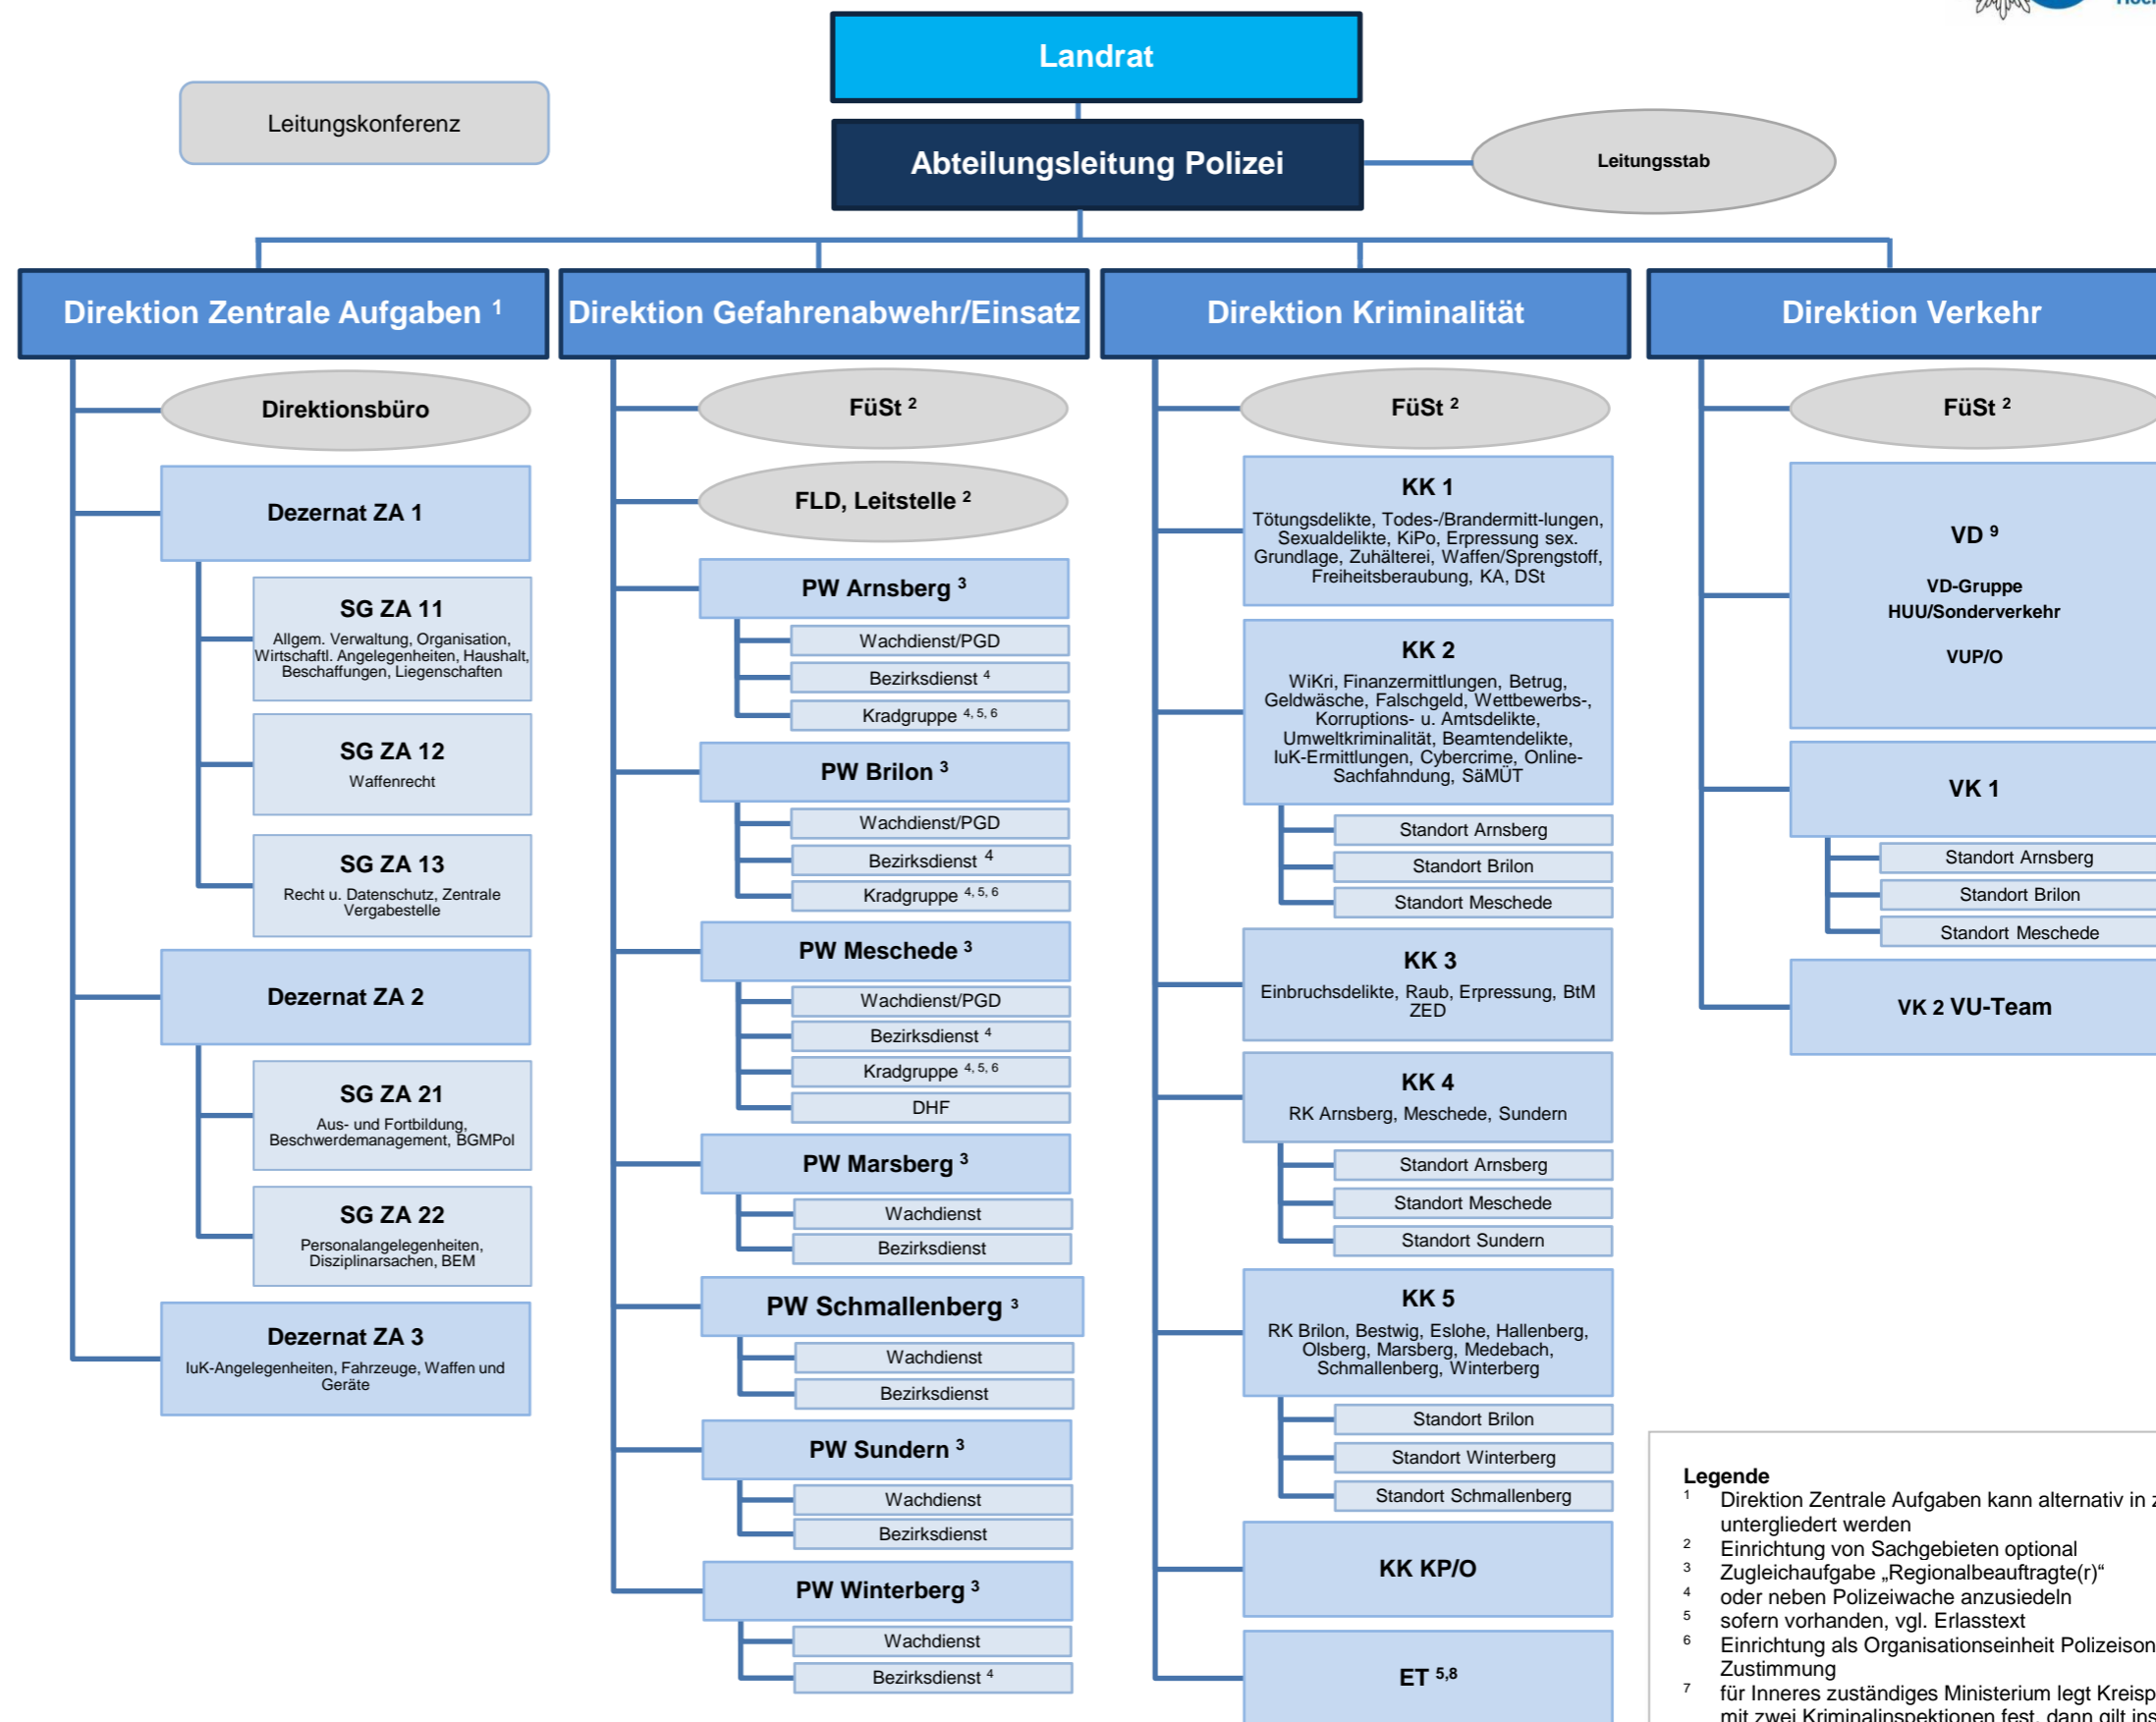 Landrat
Leitungskonferenz
Abteilungsleitung Polizei
Leitungsstab
Direktion Zentrale Aufgaben 1
Direktionsbüro
Dezernat ZA 1
SG ZA 11
Allgem. Verwaltung, Organisation,
Wirtschaftl. Angelegenheiten, Haushalt,
Beschaffungen, Liegenschaften
SG ZA 12
Waffenrecht
SG ZA 13
Recht u. Datenschutz, Zentrale
Vergabestelle
Dezernat ZA 2
SG ZA 21
Aus- und Fortbildung,
Beschwerdemanagement, BGMPol
SG ZA 22
Personalangelegenheiten,
Disziplinarsachen, BEM
Dezernat ZA 3
IuK-Angelegenheiten, Fahrzeuge, Waffen und
Geräte
Direktion Gefahrenabwehr/Einsatz
FüSt 2
FLD, Leitstelle 2
PW Arnsberg 3
Wachdienst/PGD
Bezirksdienst 4
Kradgruppe 4, 5, 6
PW Brilon 3
Wachdienst/PGD
Bezirksdienst 4
Kradgruppe 4, 5, 6
PW Meschede 3
Wachdienst/PGD
Bezirksdienst 4
Kradgruppe 4, 5, 6
DHF
PW Marsberg 3
Wachdienst
Bezirksdienst
PW Schmallenberg 3
Wachdienst
Bezirksdienst
PW Sundern 3
Wachdienst
Bezirksdienst
PW Winterberg 3
Wachdienst
Bezirksdienst 4
Direktion Kriminalität
FüSt 2
KK 1
Tötungsdelikte, Todes-/Brandermitt-lungen,
Sexualdelikte, KiPo, Erpressung sex.
Grundlage, Zuhälterei, Waffen/Sprengstoff,
Freiheitsberaubung, KA, DSt
KK 2
WiKri, Finanzermittlungen, Betrug,
Geldwäsche, Falschgeld, Wettbewerbs-,
Korruptions- u. Amtsdelikte,
Umweltkriminalität, Beamtendelikte,
IuK-Ermittlungen, Cybercrime, Online-
Sachfahndung, SäMÜT
Standort Arnsberg
Standort Brilon
Standort Meschede
KK 3
Einbruchsdelikte, Raub, Erpressung, BtM
ZED
KK 4
RK Arnsberg, Meschede, Sundern
Standort Arnsberg
Standort Meschede
Standort Sundern
KK 5
RK Brilon, Bestwig, Eslohe, Hallenberg,
Olsberg, Marsberg, Medebach,
Schmallenberg, Winterberg
Standort Brilon
Standort Winterberg
Standort Schmallenberg
KK KP/O
ET 5,8
Direktion Verkehr
FüSt 2
VD 9
VD-Gruppe
HUU/Sonderverkehr
VUP/O
VK 1
Standort Arnsberg
Standort Brilon
Standort Meschede
VK 2 VU-Team
Legende
1 Direktion Zentrale Aufgaben kann alternativ in
untergliedert werden
2 Einrichtung von Sachgebieten optional
3 Zugleichaufgabe „Regionalbeauftragte(r)“
4 oder neben Polizeiwache anzusiedeln
5 sofern vorhanden, vgl. Erlasstext
6 Einrichtung als Organisationseinheit
Zustimmung
7 für Inneres zuständiges Ministerium legt
mit zwei Kriminalinspektionen fest, dann gilt